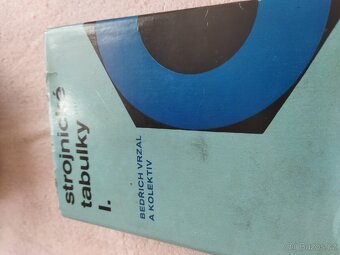 strojnické
tabulky
I.
BEDŘICH VRZAL
A KOLEKTIV